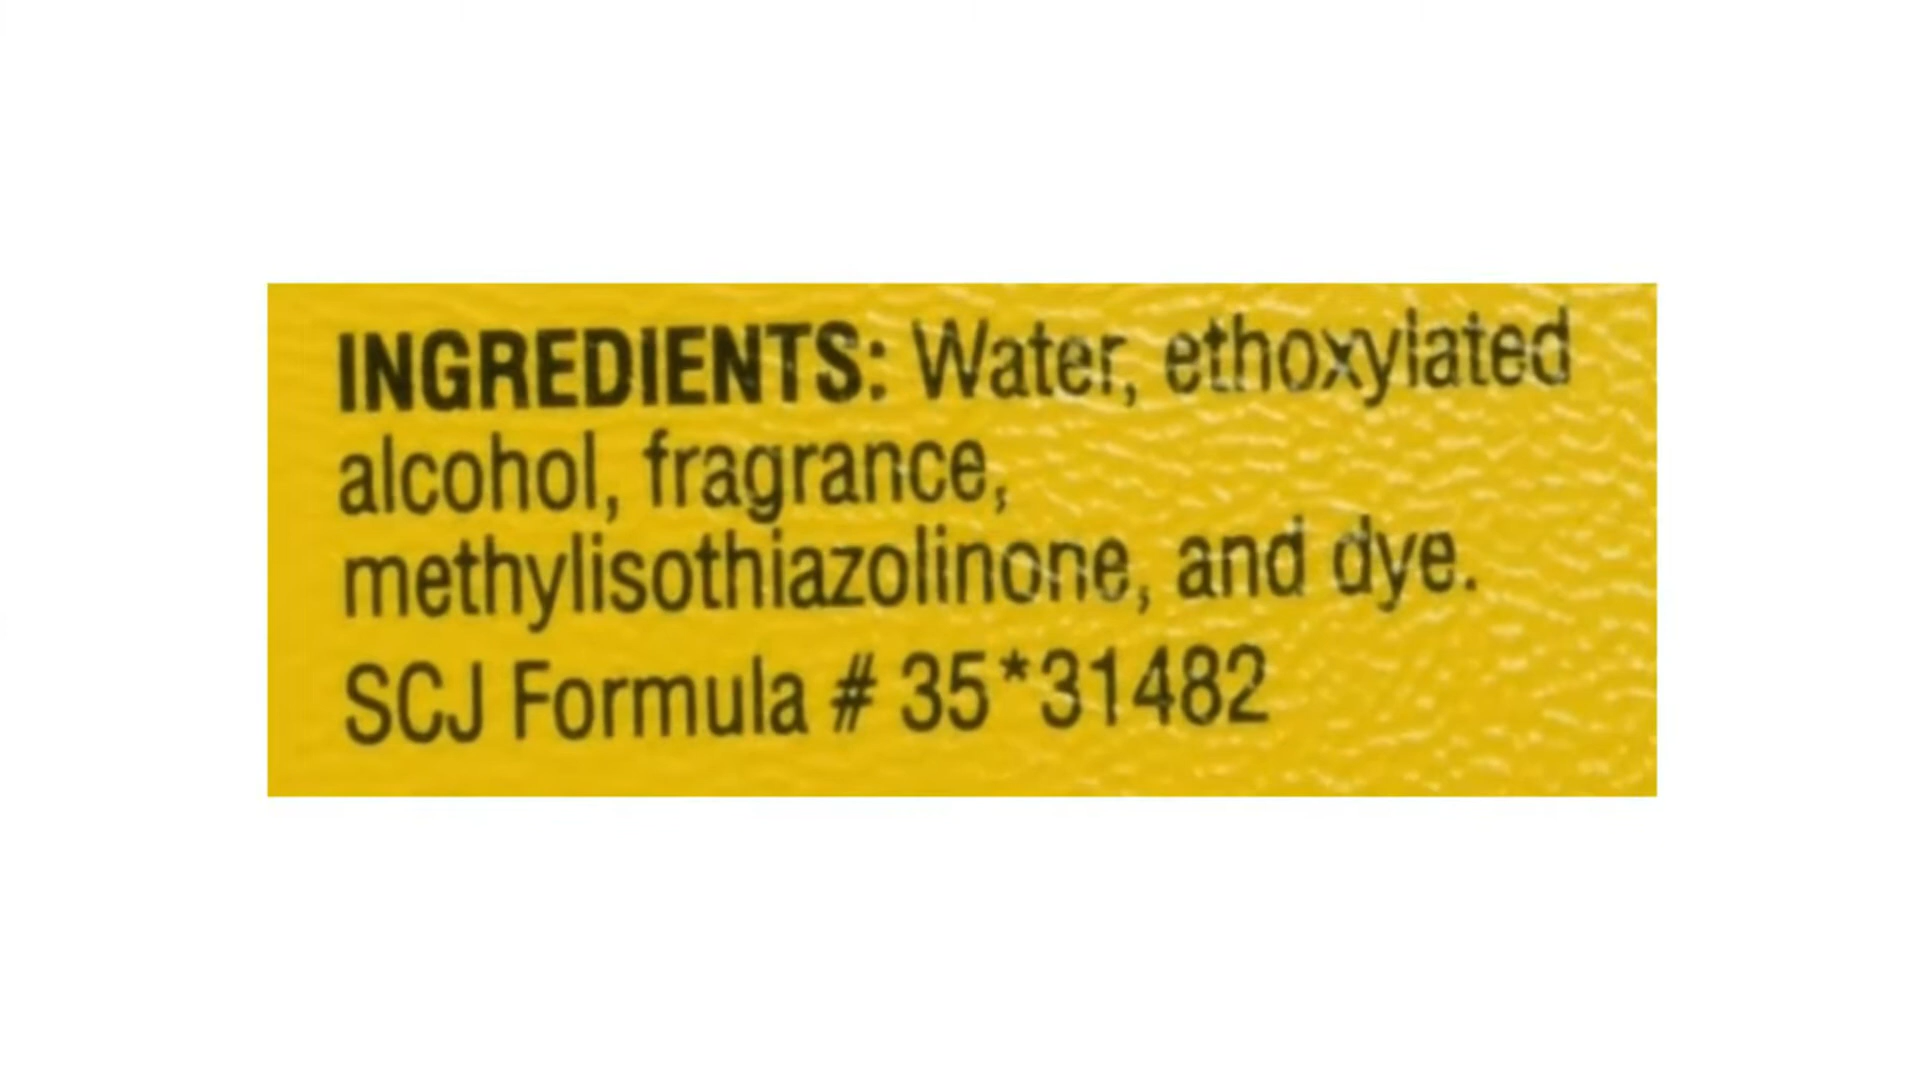 INGREDIENTS: Water, ethoxylated
alcohol, fragrance,
methylisothiazolinone, and dye.
SCJ Formula # 35*31482